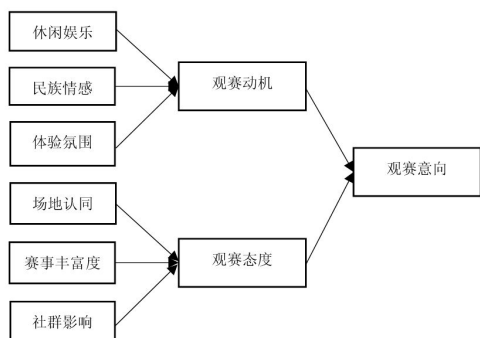 休闲娱乐
民族情感
体验氛围
场地认同
赛事丰富度
社群影响
观赛动机
观赛态度
观赛意向